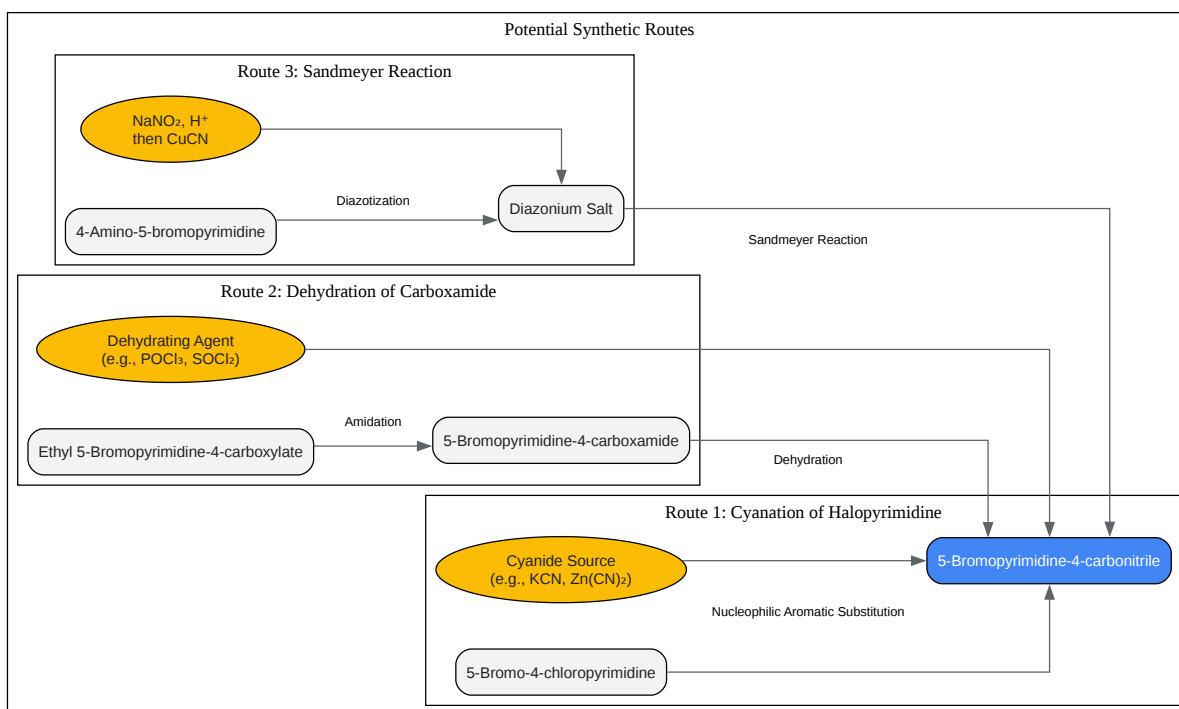 Potential Synthetic Routes
Route 3: Sandmeyer Reaction
NaNO₂, H⁺
then CuCN
Diazotization
4-Amino-5-bromopyrimidine
Diazonium Salt
Sandmeyer Reaction
Route 2: Dehydration of Carboxamide
Dehydrating Agent
(e.g., POCl₃, SOCl₂)
Amidation
Ethyl 5-Bromopyrimidine-4-carboxylate
5-Bromopyrimidine-4-carboxamide
Dehydration
Route 1: Cyanation of Halopyrimidine
Cyanide Source
(e.g., KCN, Zn(CN)₂)
5-Bromopyrimidine-4-carbonitrile
Nucleophilic Aromatic Substitution
5-Bromo-4-chloropyrimidine